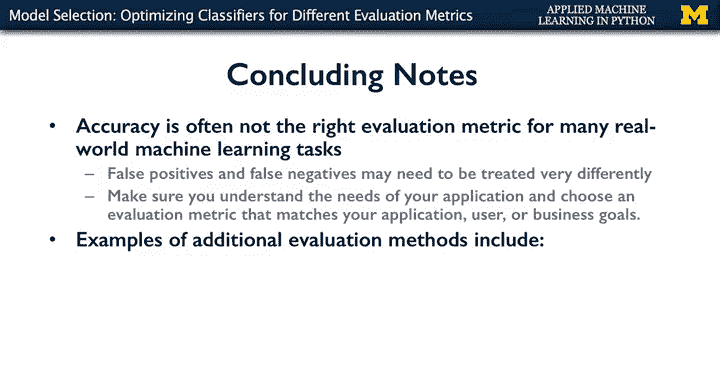 Model Selection: Optimizing Classifiers for Different Evaluation Metrics
APPLIED MACHINE
LEARNING IN PYTHON
M
Concluding Notes
• Accuracy is often not the right evaluation metric for many real-
world machine learning tasks
– False positives and false negatives may need to be treated very differently
– Make sure you understand the needs of your application and choose an
evaluation metric that matches your application, user, or business goals.
• Examples of additional evaluation methods include: